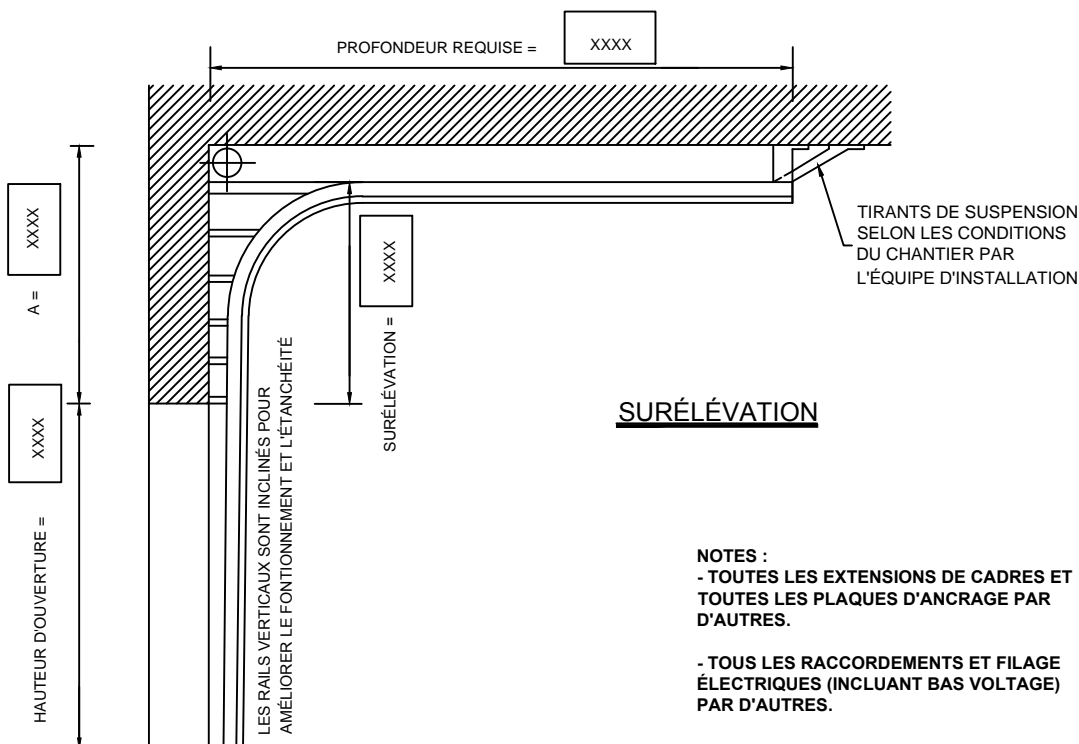 PROFONDEUR REQUISE = XXXX
A = XXXX
HAUTEUR D'OUVERTURE = XXXX
SURÉLÉVATION = XXXX
LES RAILS VERTICAUX SONT INCLINÉS POUR
AMÉLIORER LE FONTIONNEMENT ET L'ÉTANCHÉITÉ
TIRANTS DE SUSPENSION
SELON LES CONDITIONS
DU CHANTIER PAR
L'ÉQUIPE D'INSTALLATION
SURÉLÉVATION
NOTES :
- TOUTES LES EXTENSIONS DE CADRES ET
TOUTES LES PLAQUES D'ANCRAGE PAR
D'AUTRES.
- TOUS LES RACCORDEMENTS ET FILAGE
ÉLECTRIQUES (INCLUANT BAS VOLTAGE)
PAR D'AUTRES.